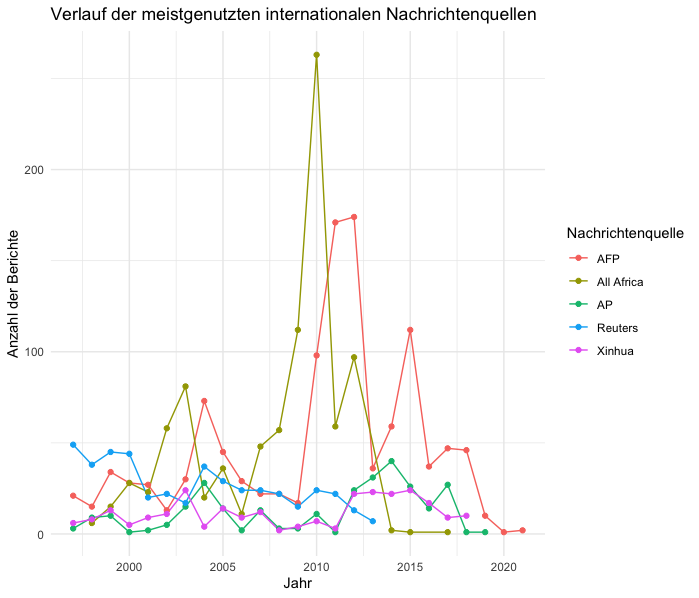 Verlauf der meistgenutzten internationalen Nachrichtenquellen
Anzahl der Berichte
200
100
0
2000
2005
2010
2015
2020
Jahr
Nachrichtenquelle
AFP
All Africa
AP
Reuters
Xinhua